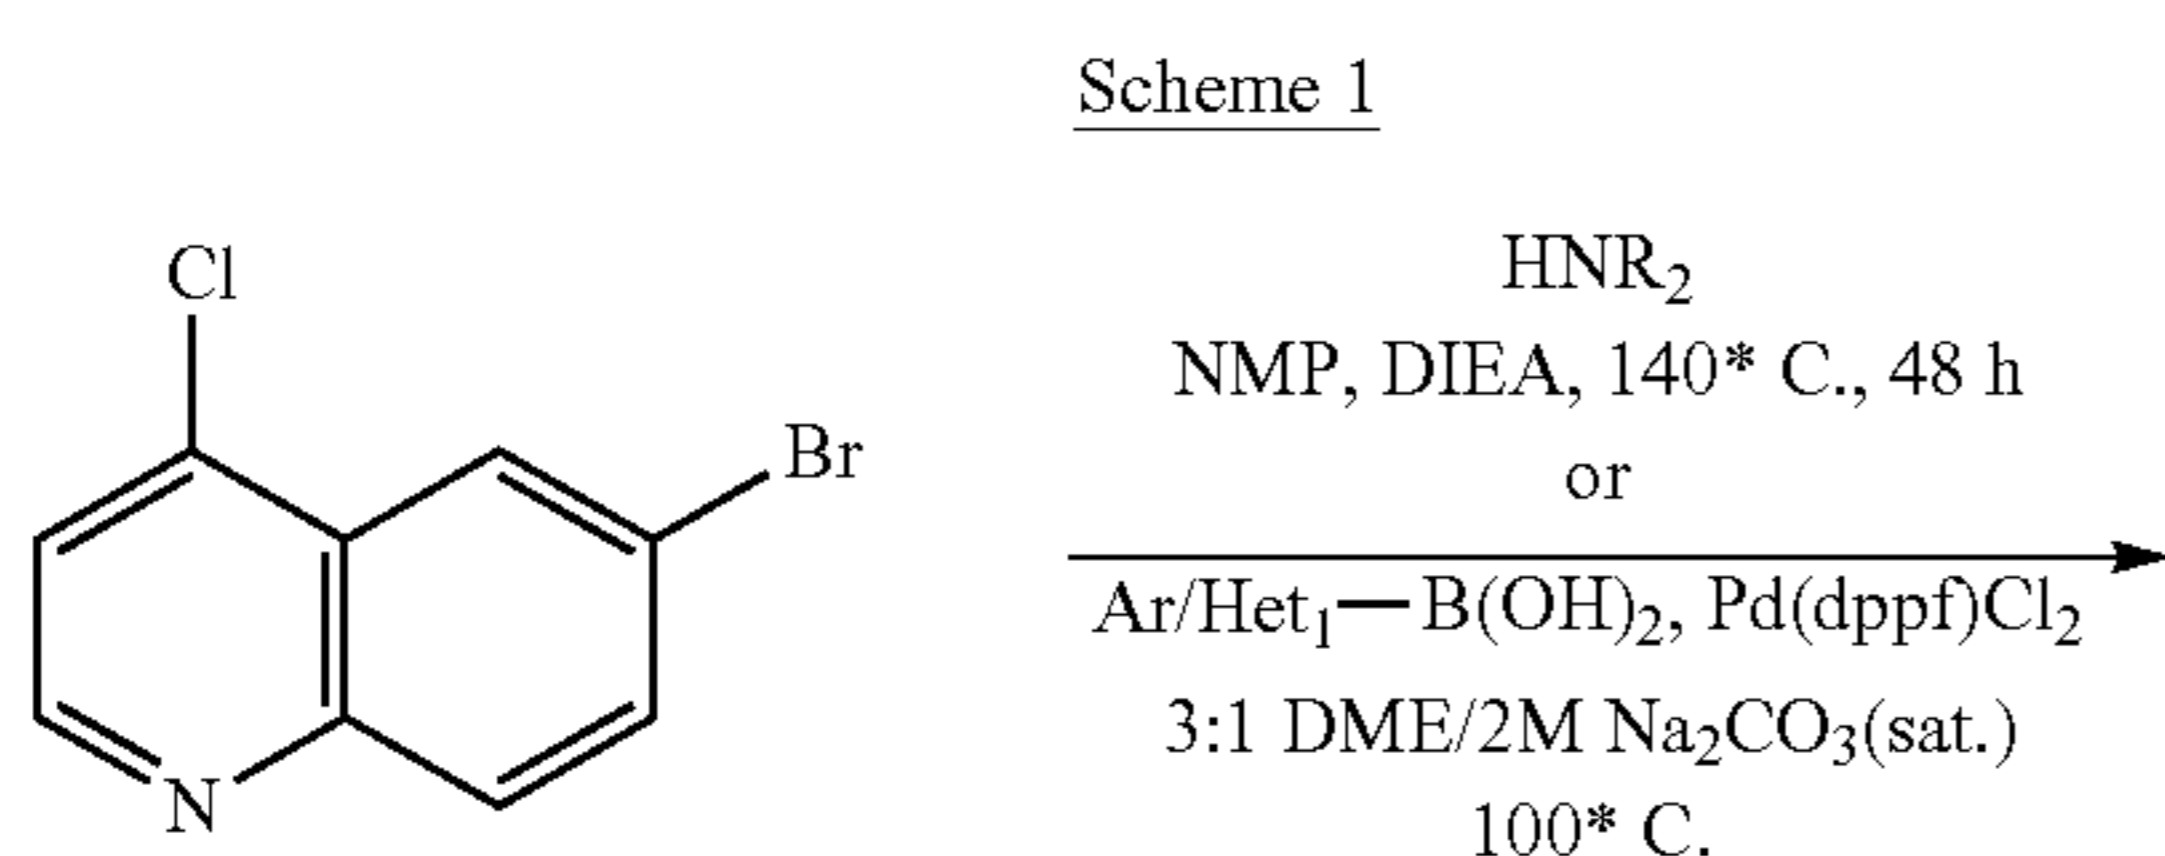 Scheme 1
Cl
Br
N
HNR₂
NMP, DIEA, 140* C., 48 h
or
Ar/Het₁—B(OH)₂, Pd(dppf)Cl₂
3:1 DME/2M Na₂CO₃(sat.)
100* C.